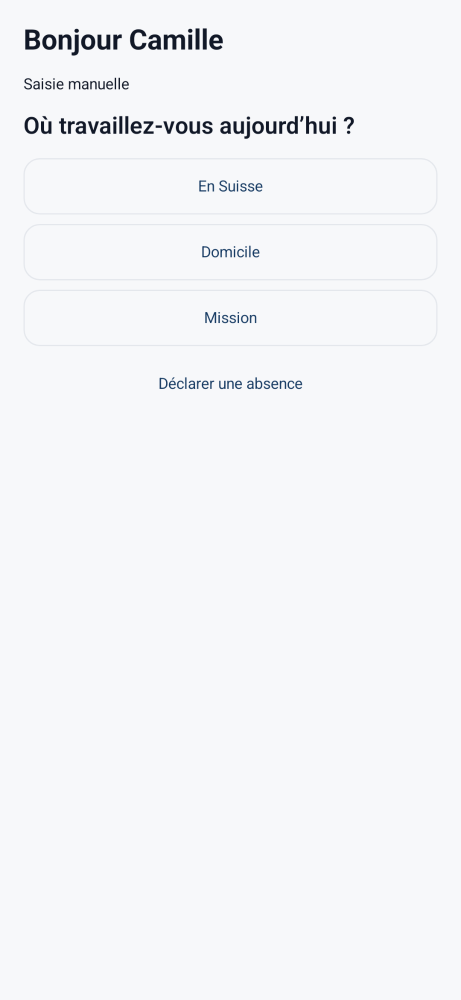 Bonjour Camille
Saisie manuelle
Où travaillez-vous aujourd’hui ?
En Suisse
Domicile
Mission
Déclarer une absence